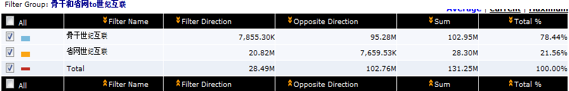 Filter Group: 骨干和省网to世纪互联
Average | Current | Maximum
All Filter Name Filter Direction Opposite Direction Sum Total %
骨干世纪互联 7,855.30K 95.28M 102.95M 78.44%
省网世纪互联 20.82M 7,659.53K 28.30M 21.56%
Total 28.49M 102.76M 131.25M 100.00%
All Filter Name Filter Direction Opposite Direction Sum Total %